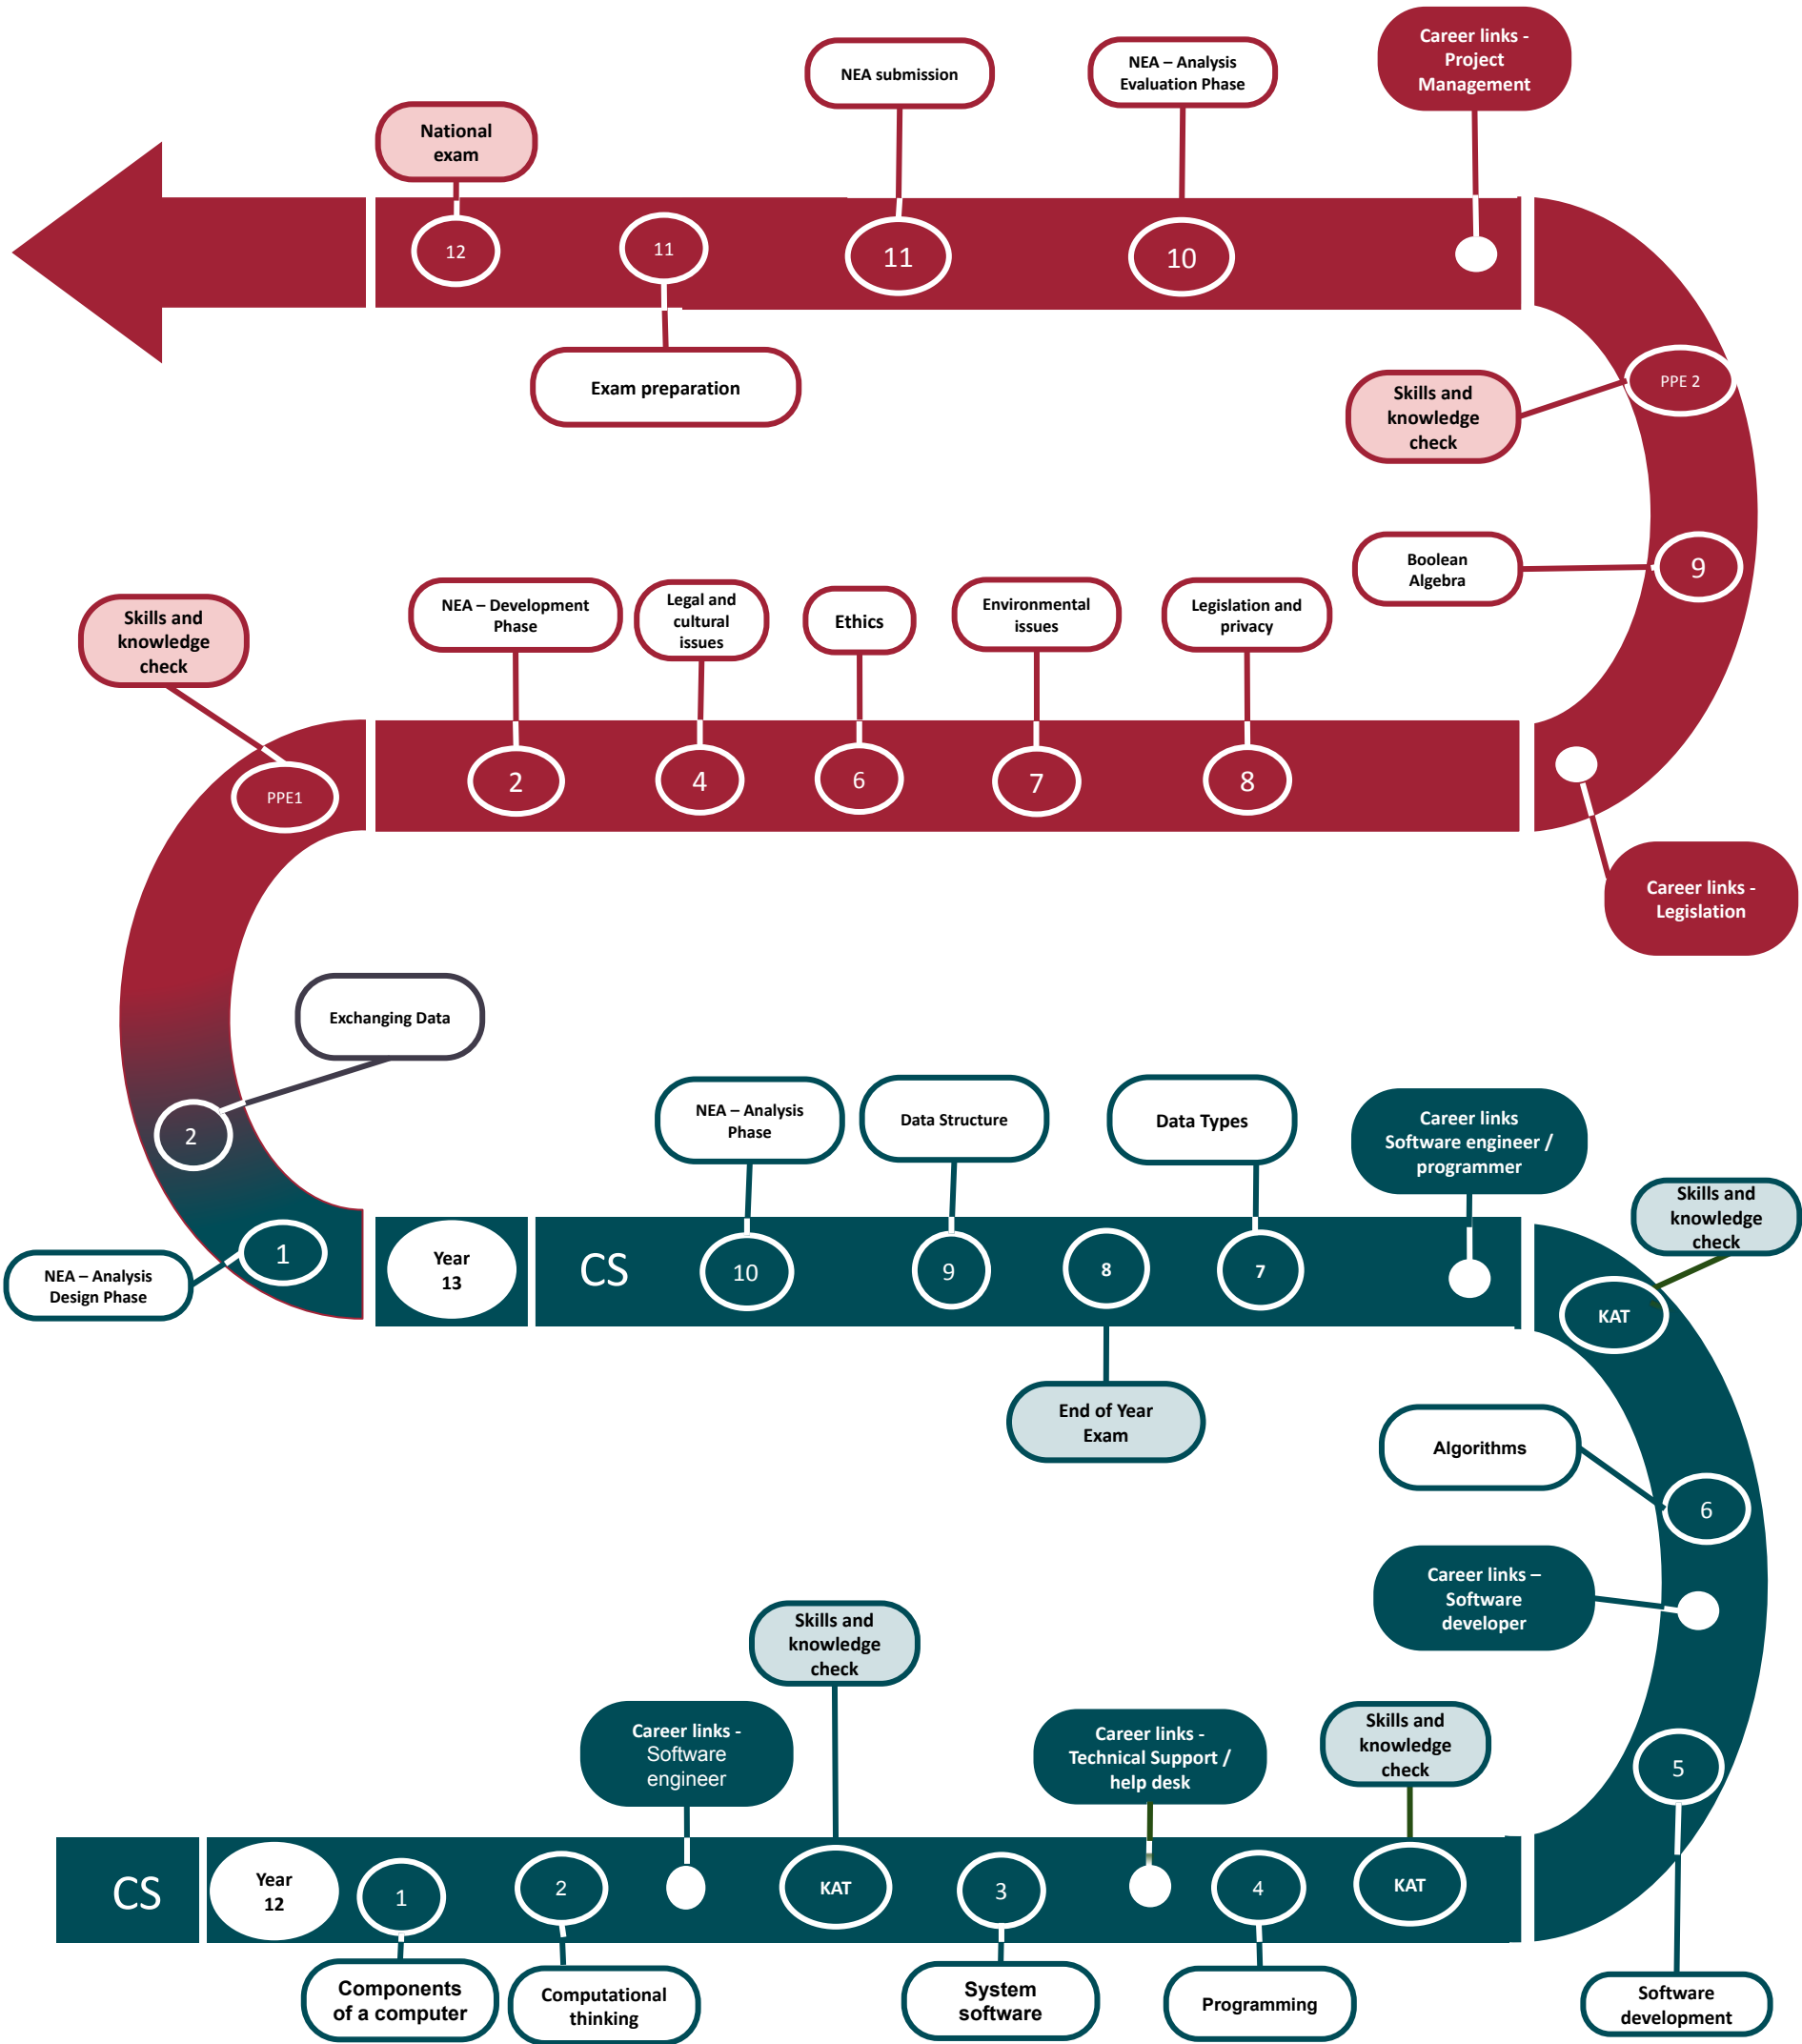 Career links -
Project
Management
NEA – Analysis
Evaluation Phase
NEA submission
National
exam
12
11
11
10
Exam preparation
PPE 2
Skills and
knowledge
check
Boolean
Algebra
9
Skills and
knowledge
check
NEA – Development
Phase
Legal and
cultural
issues
Ethics
Environmental
issues
Legislation and
privacy
PPE1
2
4
6
7
8
Career links -
Legislation
Exchanging Data
2
NEA – Analysis
Phase
Data Structure
Data Types
Career links
Software engineer /
programmer
Skills and
knowledge
check
NEA – Analysis
Design Phase
1
Year
13
CS
10
9
8
7
KAT
End of Year
Exam
Algorithms
6
Career links –
Software
developer
Skills and
knowledge
check
Career links -
Software
engineer
Career links -
Technical Support /
help desk
Skills and
knowledge
check
5
CS
Year
12
1
2
KAT
3
4
KAT
Components
of a computer
Computational
thinking
System
software
Programming
Software
development